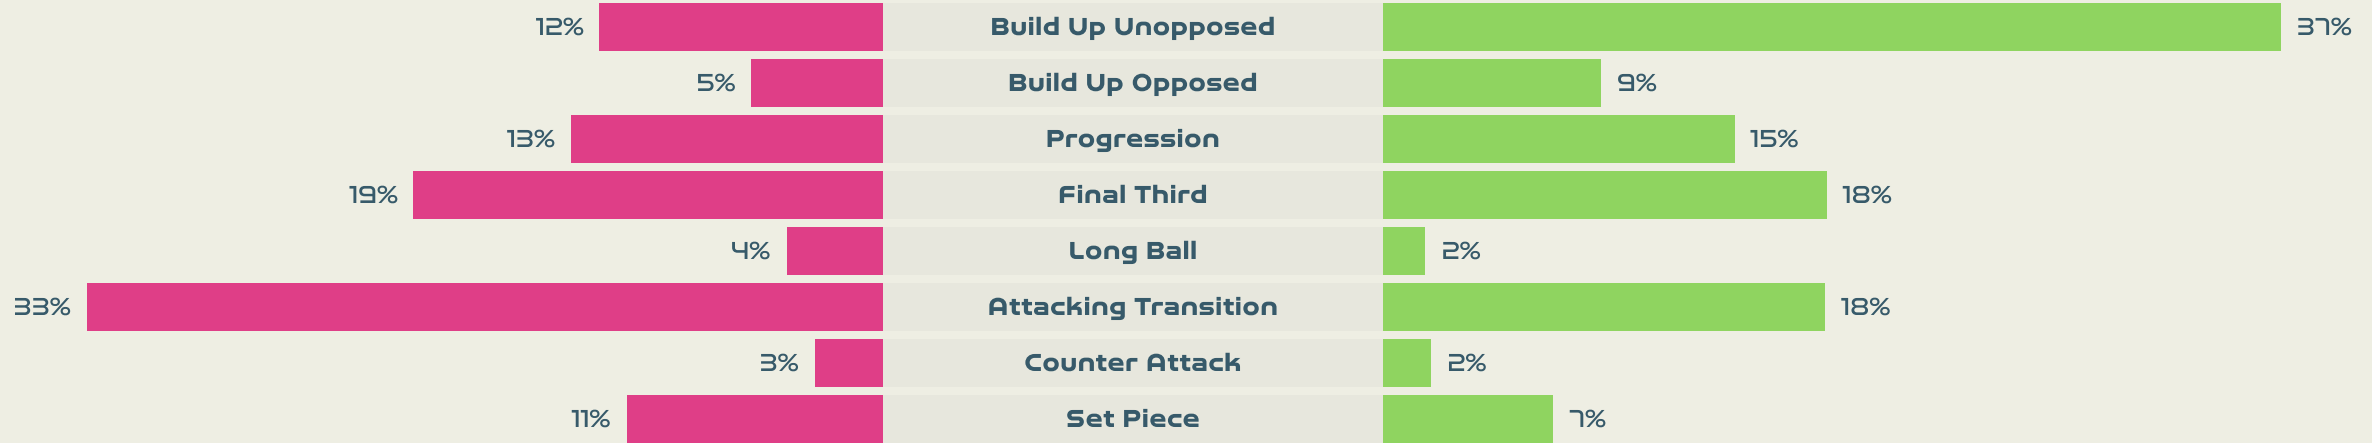 12% Build Up Unopposed 37%
5% Build Up Opposed 9%
13% Progression 15%
19% Final Third 18%
4% Long Ball 2%
33% Attacking Transition 18%
3% Counter Attack 2%
11% Set Piece 7%